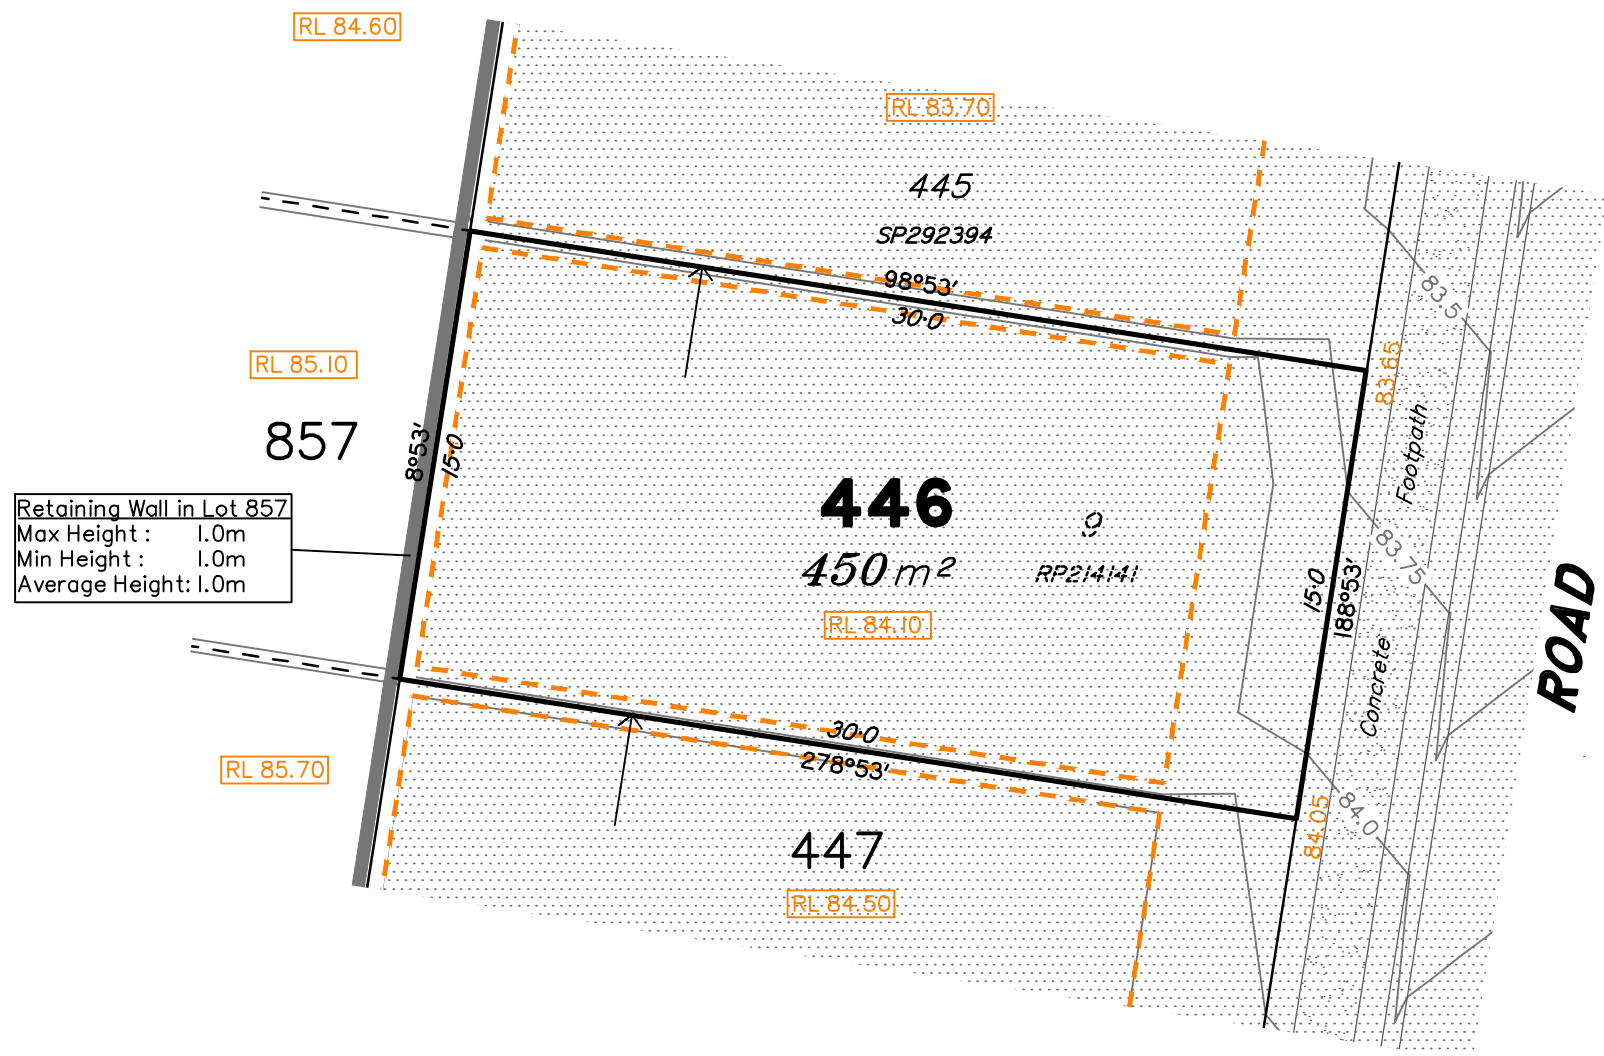 RL 84.60
RL 83.70
445
SP292394
98°53'
30·0
RL 85.10
857
8°53'
15·0
83.5
83.65
Footpath
Retaining Wall in Lot 857
Max Height : 1.0m
Min Height : 1.0m
Average Height: 1.0m
446
450 m²
9
RP214141
RL 84.10
83.75
15·0
188°53'
Concrete
ROAD
30·0
278°53'
RL 85.70
84.0
84.05
447
RL 84.50